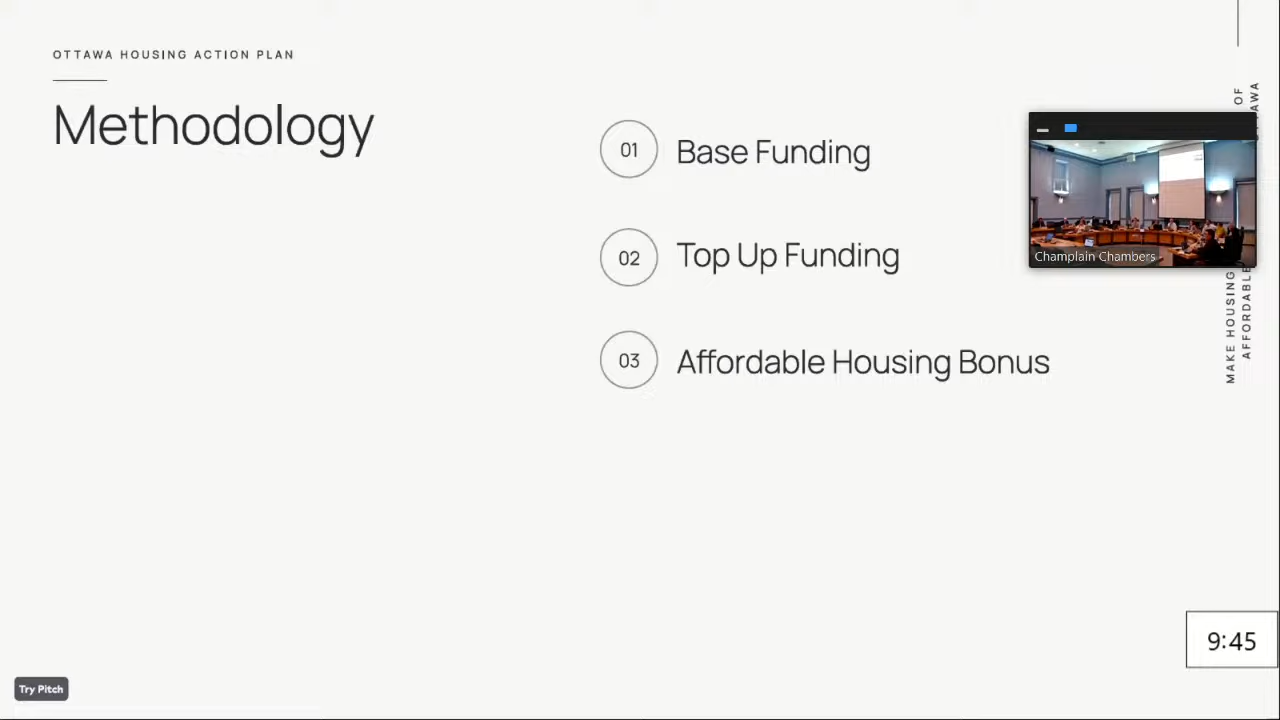 OTTAWA HOUSING ACTION PLAN
Methodology
01
Base Funding
02
Top Up Funding
03
Affordable Housing Bonus
Champlain Chambers
OF
MAKE HOUSING
AFFORDABLE
9:45
Try Pitch